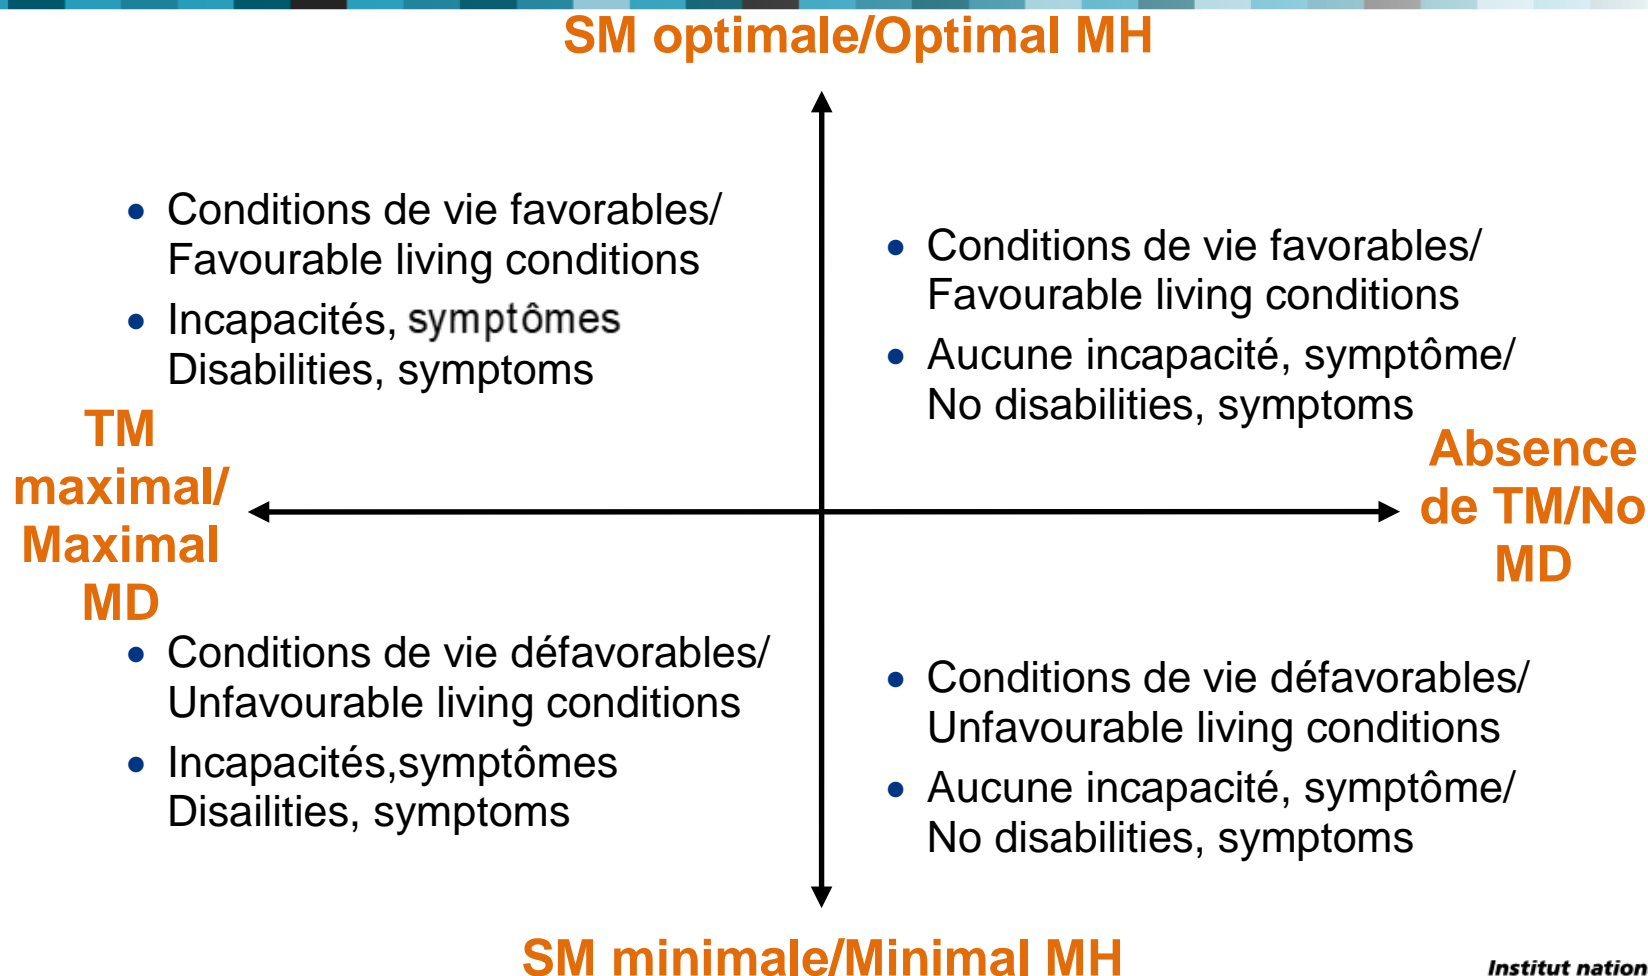 SM optimale/Optimal MH
• Conditions de vie favorables/
Favourable living conditions
• Incapacités, symptômes
Disabilities, symptoms
• Conditions de vie favorables/
Favourable living conditions
• Aucune incapacité, symptôme/
No disabilities, symptoms
TM
maximal/
Maximal
MD
Absence
de TM/No
MD
• Conditions de vie défavorables/
Unfavourable living conditions
• Incapacités,symptômes
Disailities, symptoms
• Conditions de vie défavorables/
Unfavourable living conditions
• Aucune incapacité, symptôme/
No disabilities, symptoms
SM minimale/Minimal MH
Institut nation